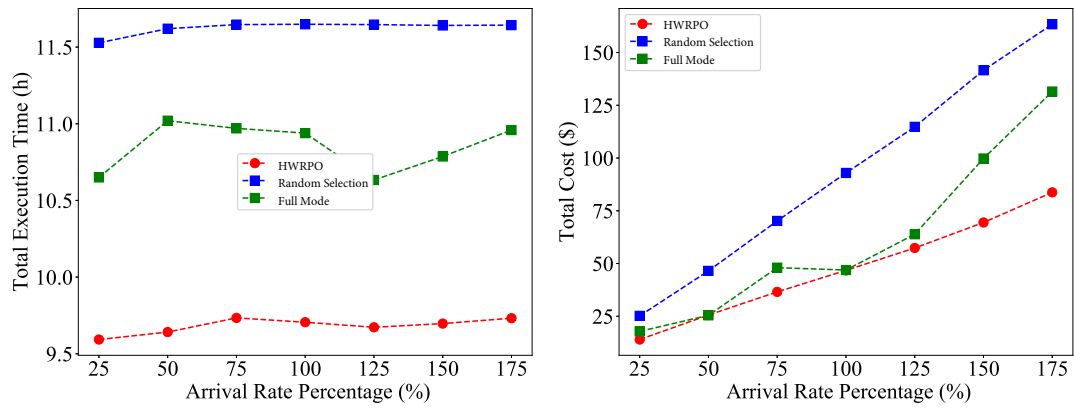 Total Execution Time (h)
11.5
11.0
10.5
10.0
9.5
HWRPO
Random Selection
Full Mode
25 50 75 100 125 150 175
Arrival Rate Percentage (%)
Total Cost ($)
150
125
100
75
50
25
HWRPO
Random Selection
Full Mode
25 50 75 100 125 150 175
Arrival Rate Percentage (%)